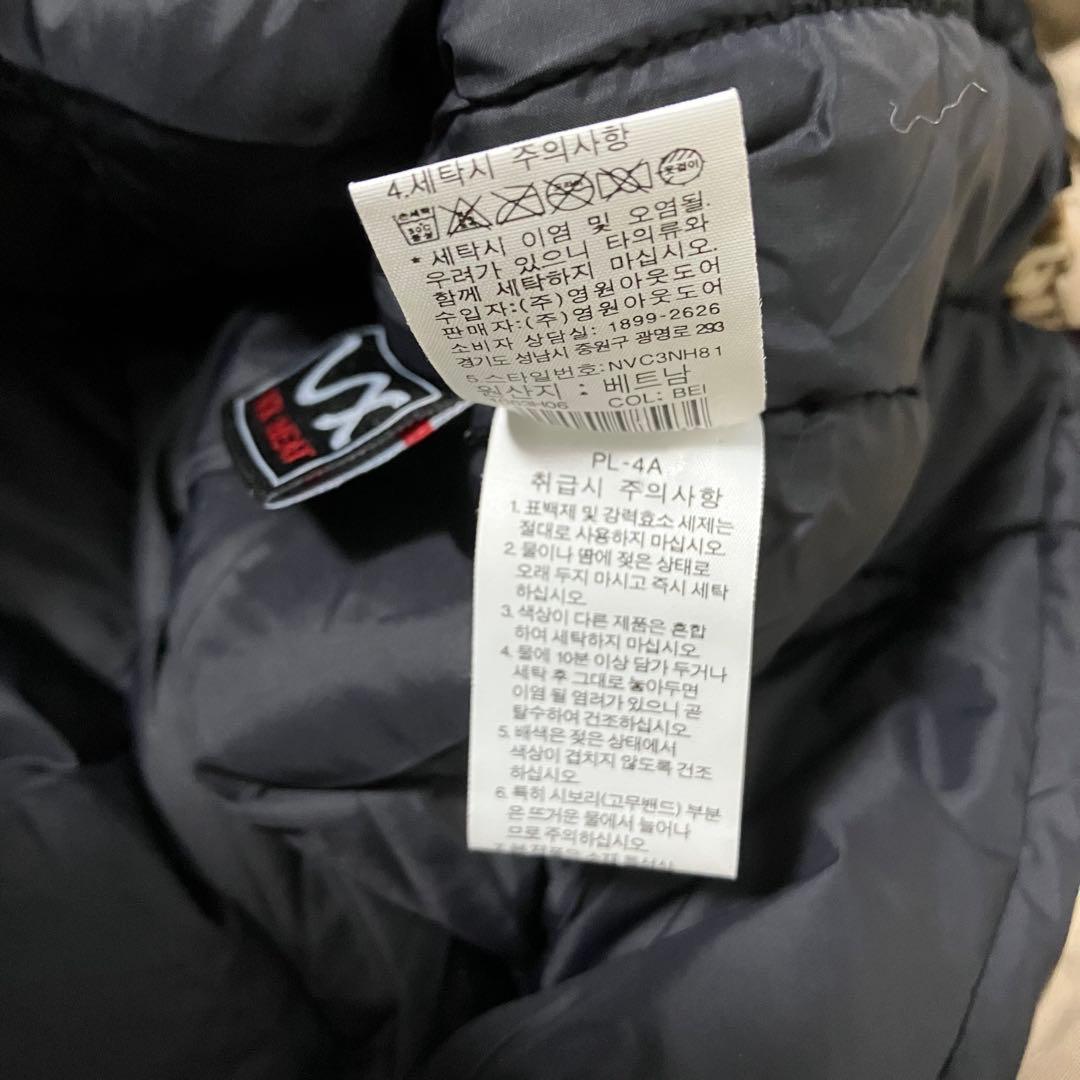 4.세탁시 주의사항
손세탁
30℃
중성
옷걸이
* 세탁시 이염 및 오염될
우려가 있으니 타의류와
함께 세탁하지 마십시오.
수입자:(주)영원아웃도어
판매자:(주)영원아웃도어
소비자 상담실: 1899-2626
경기도 성남시 중원구 광명로 293
5.스타일번호:NVC3NH81
원산지 : 베트남
COL: BEI
VX
PL-4A
취급시 주의사항
1. 표백제 및 강력효소 세제는
절대로 사용하지 마십시오
2. 물이나 땀에 젖은 상태로
오래 두지 마시고 즉시 세탁
하십시오
3. 색상이 다른 제품은 혼합
하여 세탁하지 마십시오
4. 물에 10분 이상 담가 두거나
세탁 후 그대로 놓아두면
이염 될 염려가 있으니 곧
탈수하여 건조하십시오
5. 배색은 젖은 상태에서
색상이 겹치지 않도록 건조
하십시오
6. 특히 시보리(고무밴드) 부분
은 뜨거운 물에서 늘어나
므로 주의하십시오